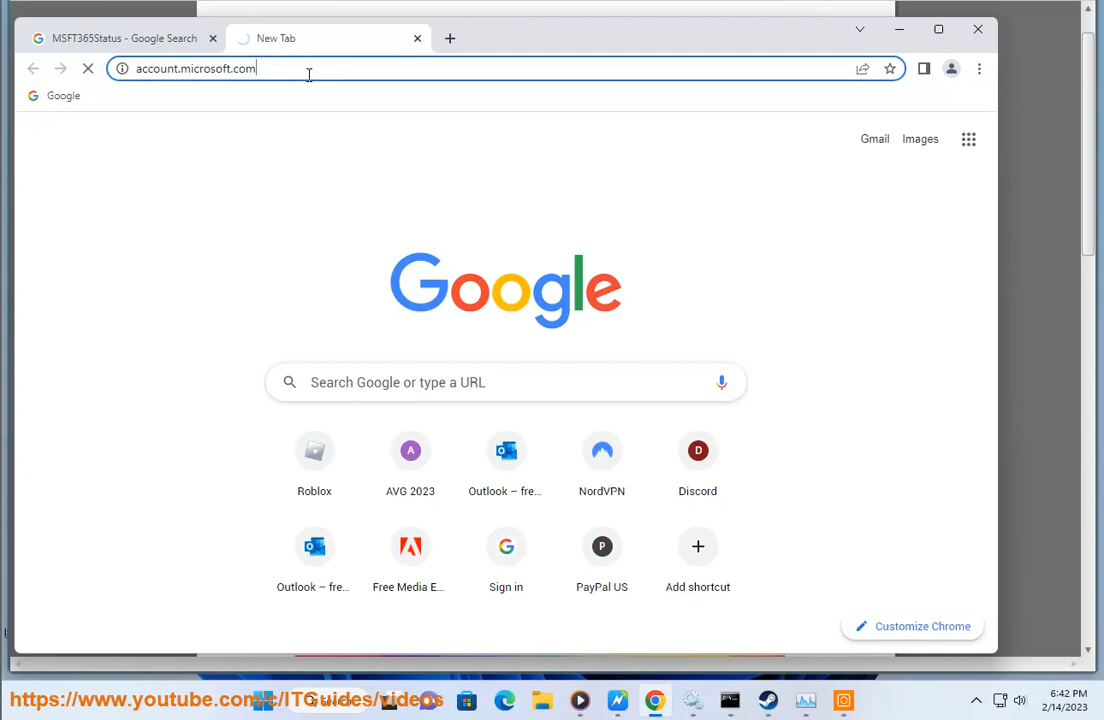 MSFT365Status - Google Search
New Tab
account.microsoft.com
Google
Gmail
Images
Google
Search Google or type a URL
Roblox
A
AVG 2023
Outlook – fre...
NordVPN
D
Discord
Outlook – fre...
Free Media E...
Sign in
P
PayPal US
Add shortcut
Customize Chrome
https://www.youtube.com/c/ITGuides/videos
6:42 PM
2/14/2023